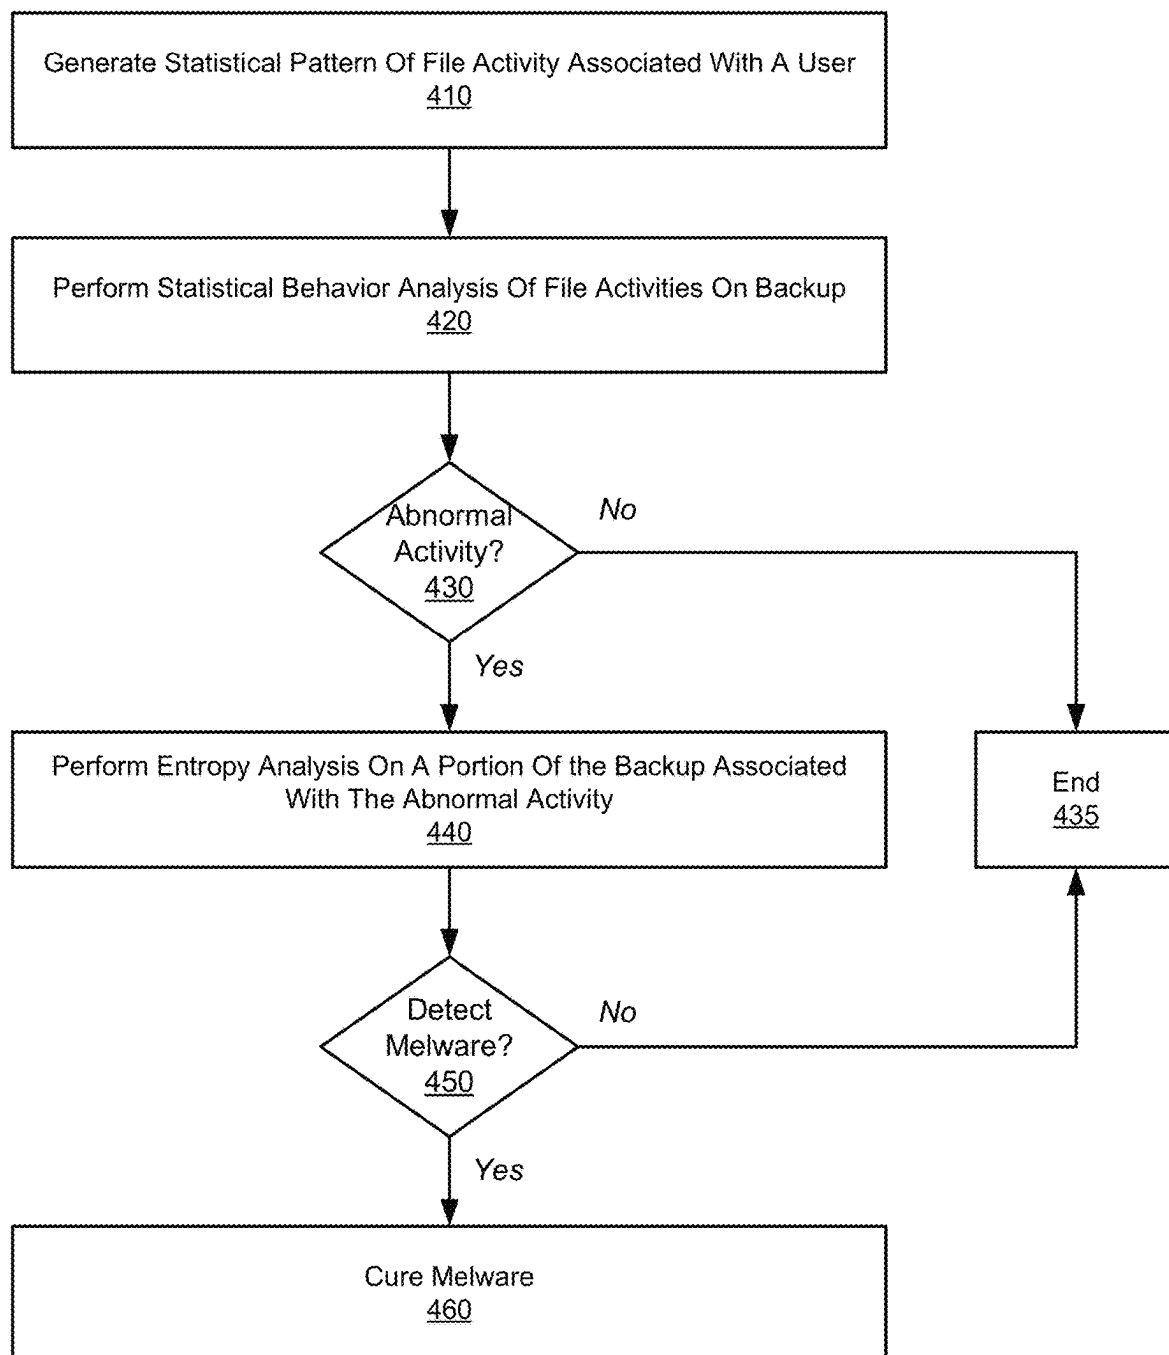 Generate Statistical Pattern Of File Activity Associated With A User
410
Perform Statistical Behavior Analysis Of File Activities On Backup
420
Abnormal
Activity?
430
No
Yes
Perform Entropy Analysis On A Portion Of the Backup Associated
With The Abnormal Activity
440
End
435
Detect
Melware?
450
No
Yes
Cure Melware
460